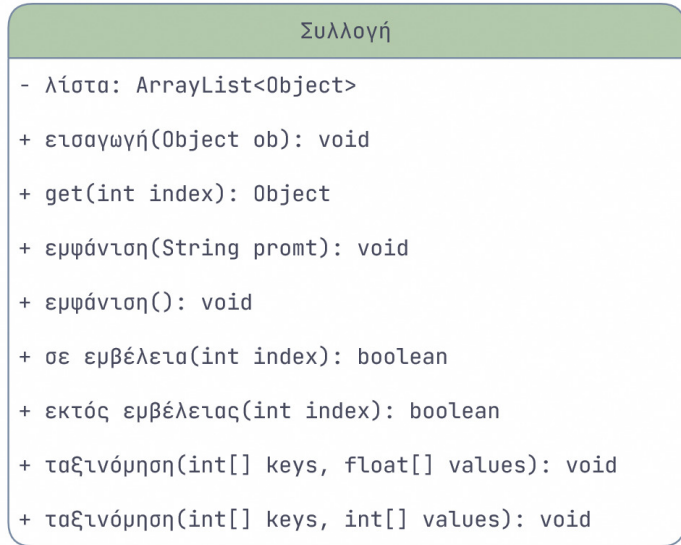 Συλλογή
- λίστα: ArrayList<Object>
+ εισαγωγή(Object ob): void
+ get(int index): Object
+ εμφάνιση(String promt): void
+ εμφάνιση(): void
+ σε εμβέλεια(int index): boolean
+ εκτός εμβέλειας(int index): boolean
+ ταξινόμηση(int[] keys, float[] values): void
+ ταξινόμηση(int[] keys, int[] values): void